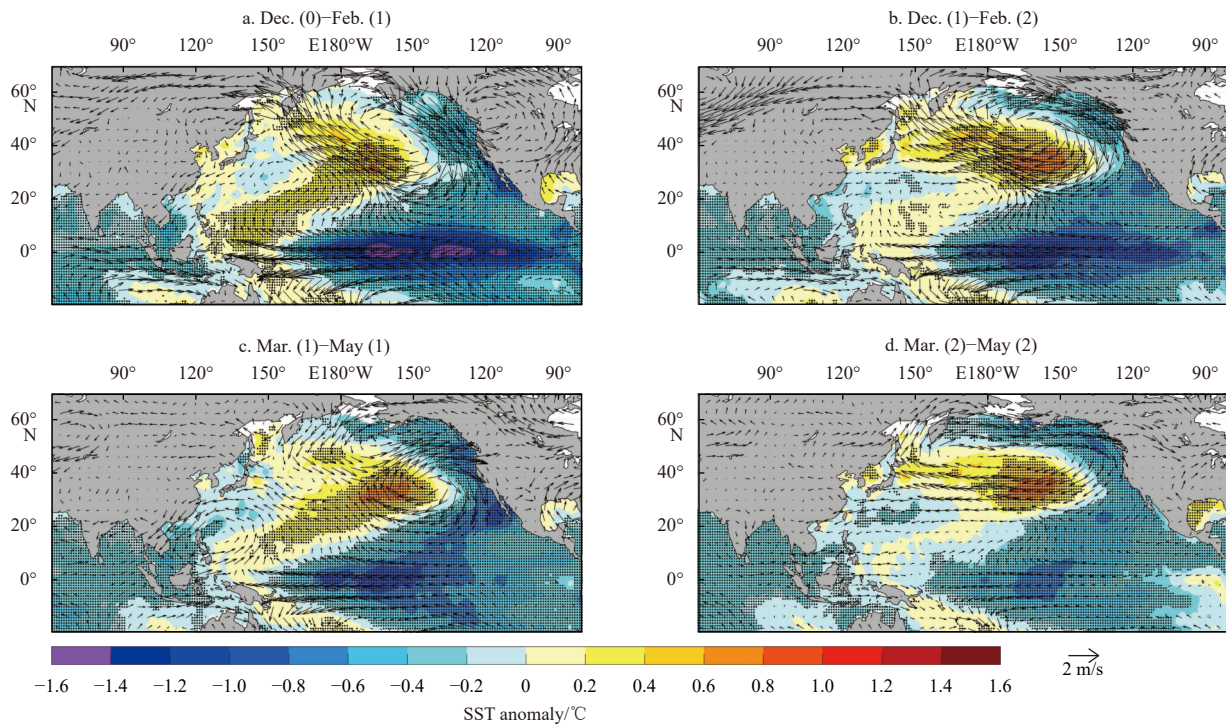 a. Dec. (0)−Feb. (1)
90° 120° 150° E180°W 150° 120° 90°
60°
N
40°
20°
0°
b. Dec. (1)−Feb. (2)
90° 120° 150° E180°W 150° 120° 90°
60°
N
40°
20°
0°
c. Mar. (1)−May (1)
90° 120° 150° E180°W 150° 120° 90°
60°
N
40°
20°
0°
d. Mar. (2)−May (2)
90° 120° 150° E180°W 150° 120° 90°
60°
N
40°
20°
0°
−1.6 −1.2 −1.0 −0.8 −0.6 −0.4 −0.2 0 0.2 0.4 0.6 0.8 1.0 1.2 1.4 1.6
SST anomaly/℃
2 m/s